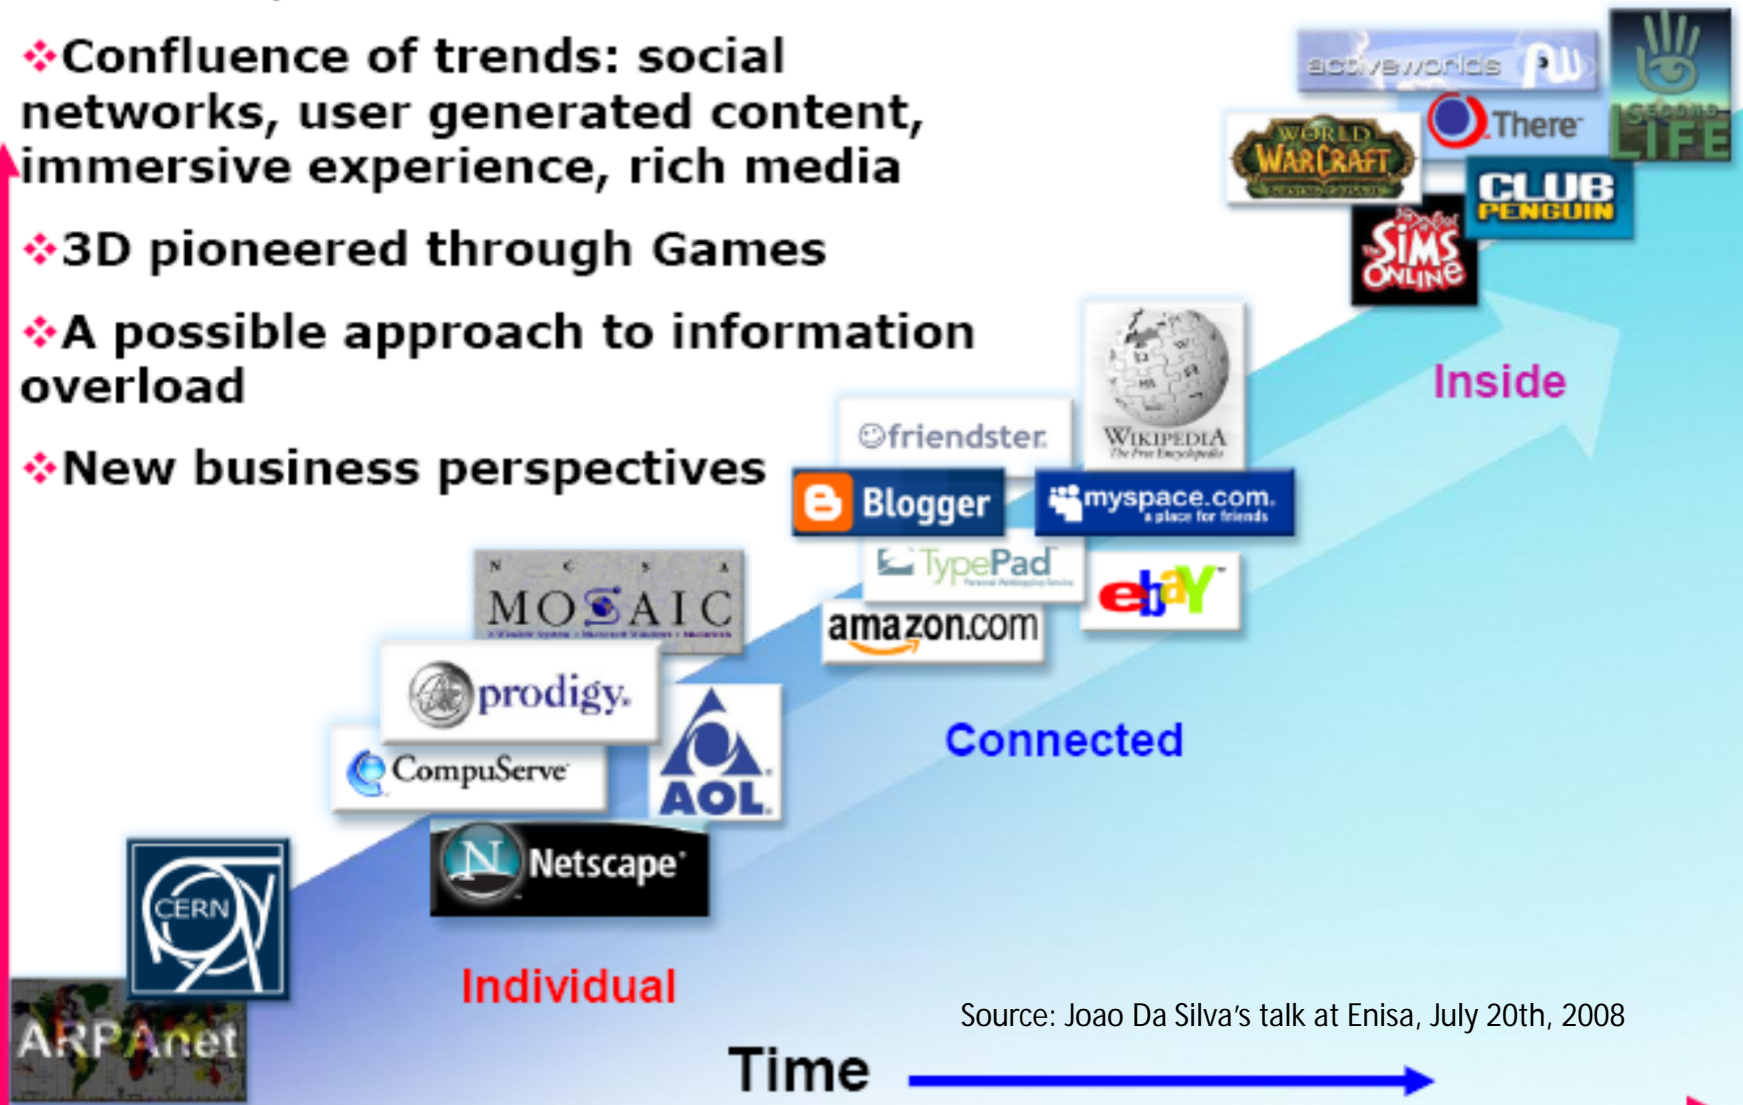 ❖Confluence of trends: social
networks, user generated content,
immersive experience, rich media
❖3D pioneered through Games
❖A possible approach to information
overload
❖New business perspectives
activeworlds aw
There
SECOND
LIFE
WORLD
WARCRAFT
CLUB
PENGUIN
THE
SIMS
ONLINE
Inside
WIKIPEDIA
The Free Encyclopedia
friendster
Blogger
myspace.com
a place for friends
TypePad
ebaY
amazon.com
Connected
N C S A
MOSAIC
prodigy
CompuServe
AOL
N Netscape
Individual
CERN
ARPAnet
Source: Joao Da Silva's talk at Enisa, July 20th, 2008
Time